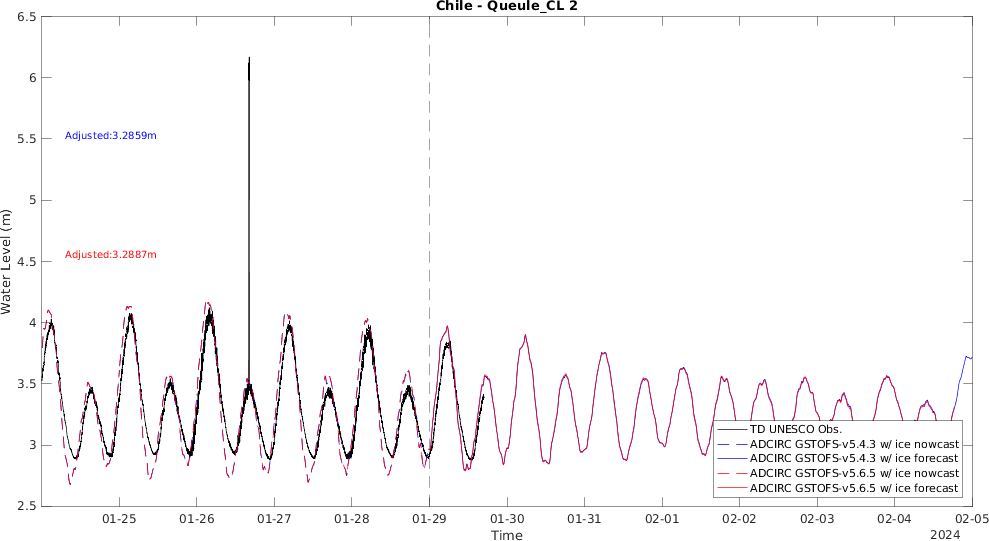 Chile - Queule_CL 2
6.5
6
5.5
5
4.5
4
3.5
3
2.5
Water Level (m)
Adjusted:3.2859m
Adjusted:3.2887m
TD UNESCO Obs.
ADCIRC GSTOFS-v5.4.3 w/ ice nowcast
ADCIRC GSTOFS-v5.4.3 w/ ice forecast
ADCIRC GSTOFS-v5.6.5 w/ ice nowcast
ADCIRC GSTOFS-v5.6.5 w/ ice forecast
01-25 01-26 01-27 01-28 01-29 01-30 01-31 02-01 02-02 02-03 02-04 02-05
Time
2024